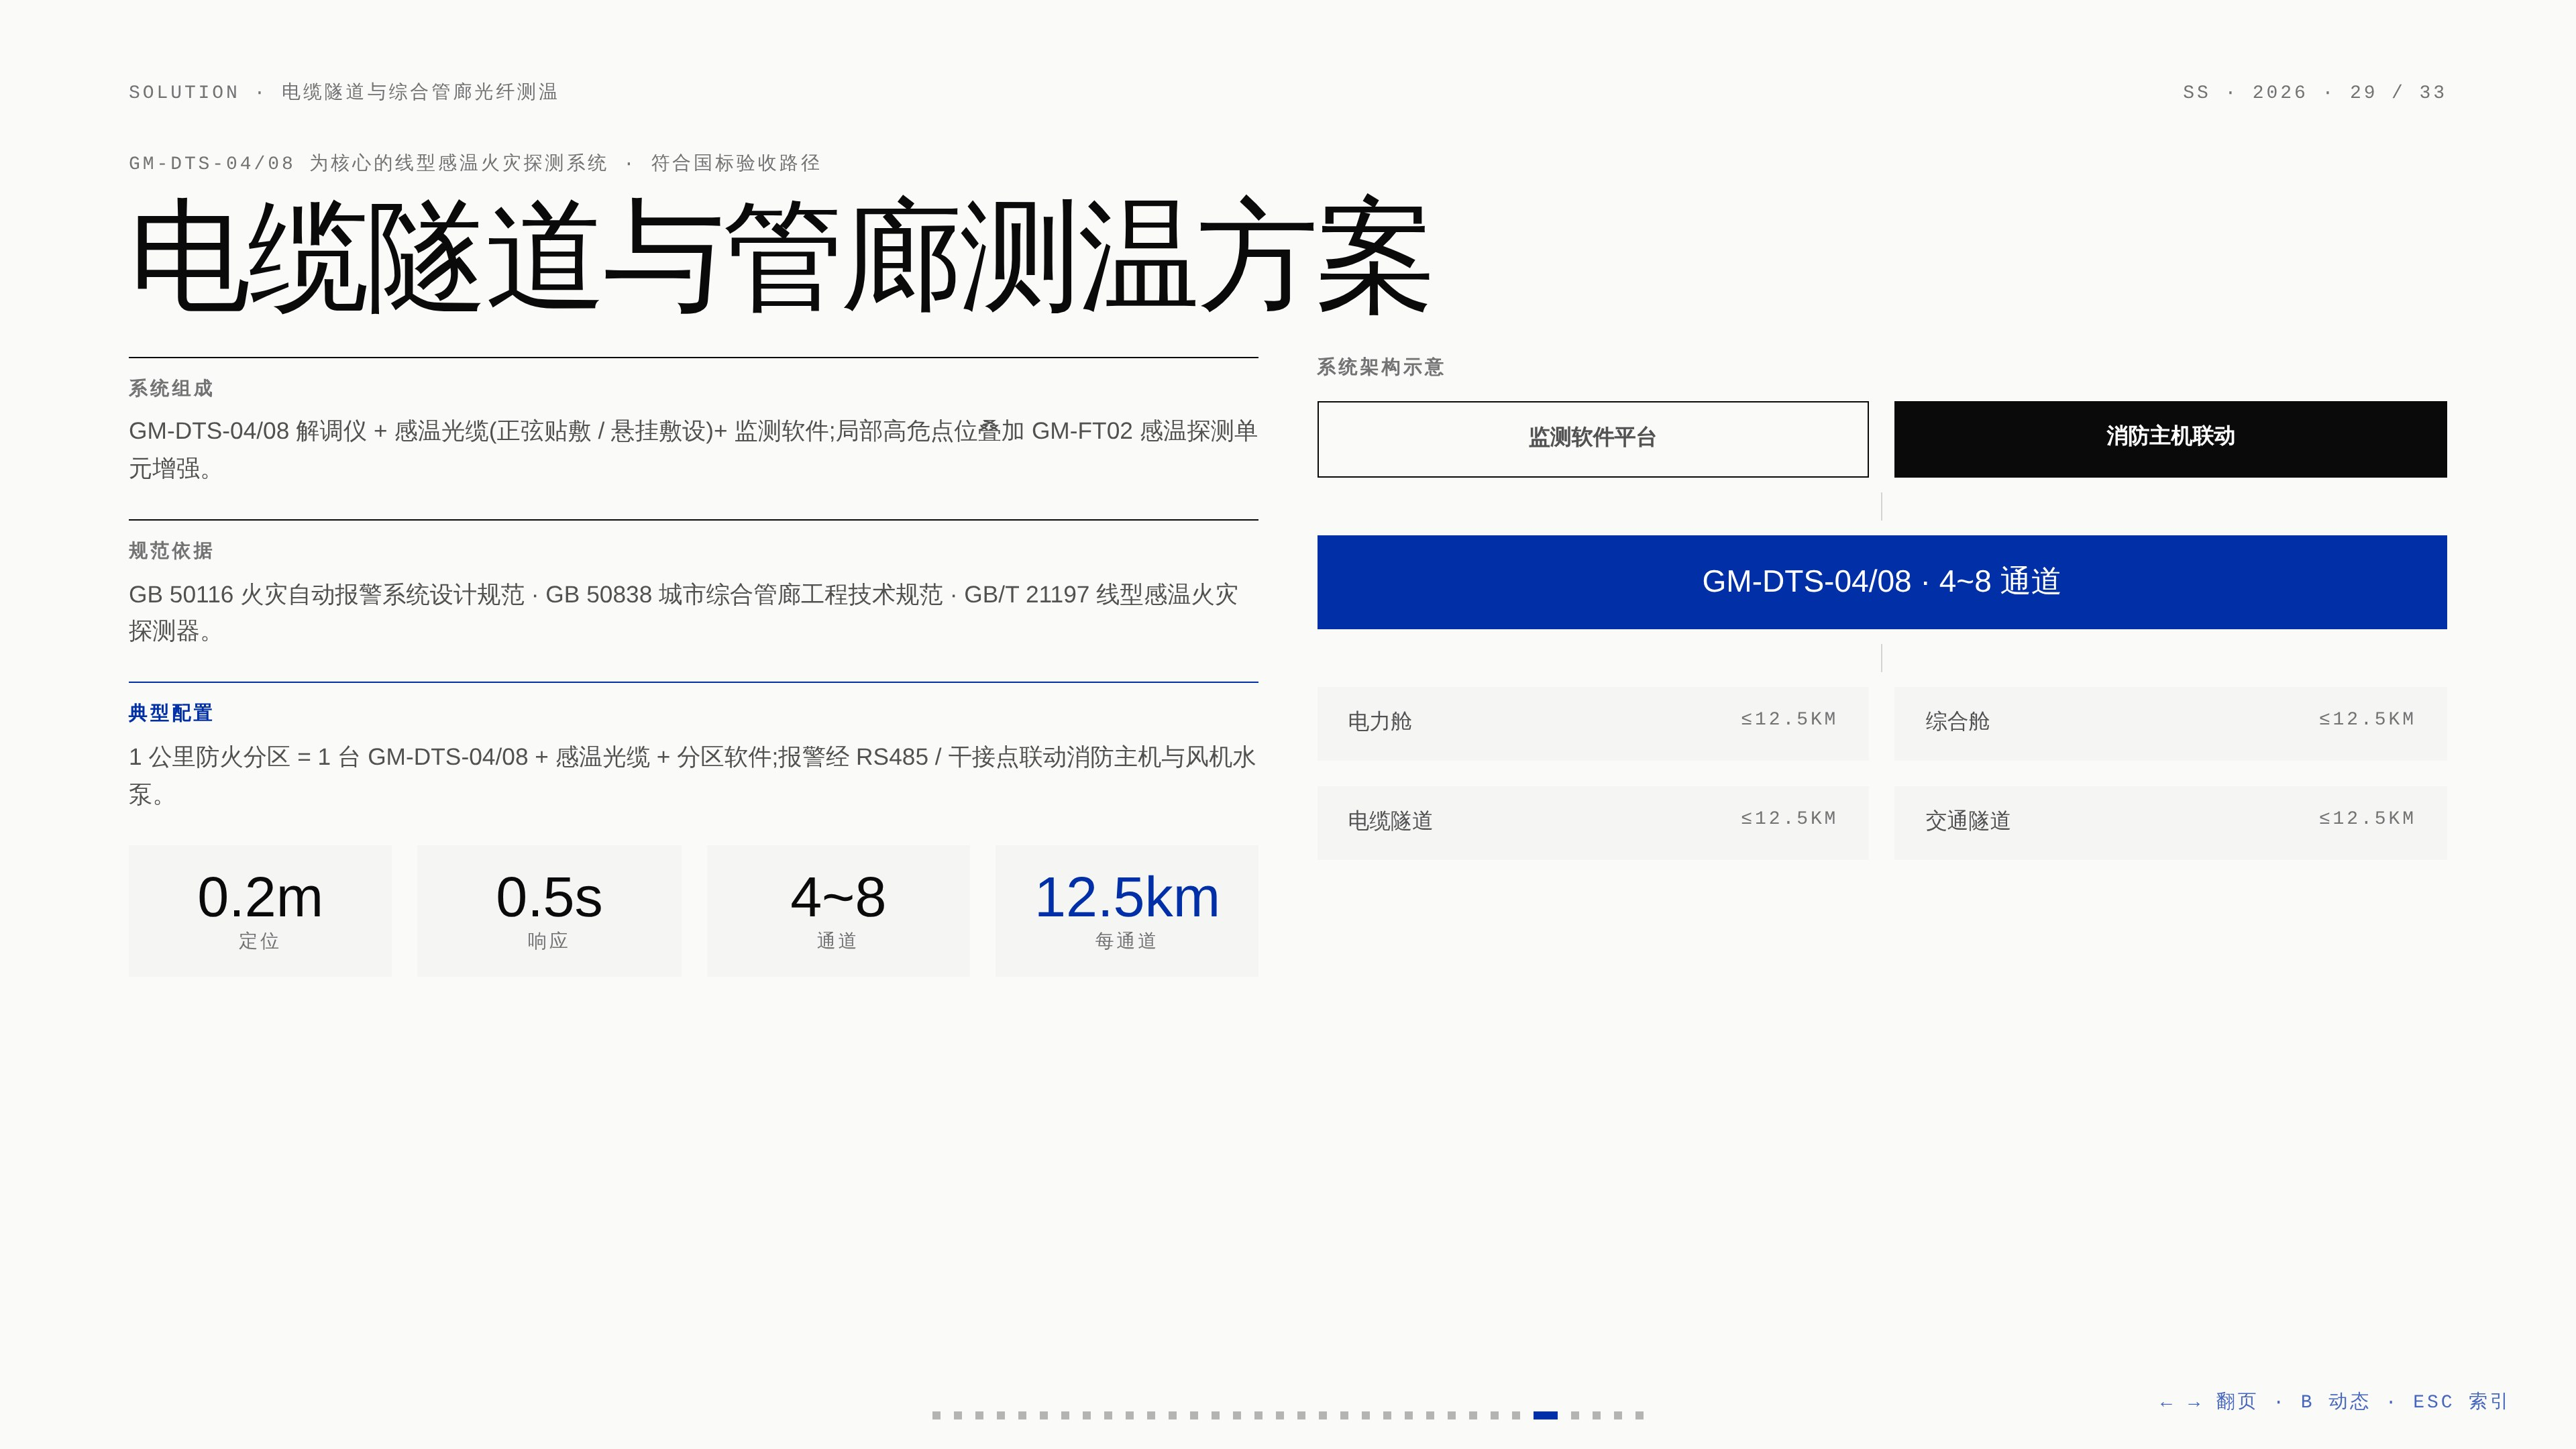 SOLUTION · 电缆隧道与综合管廊光纤测温
SS · 2026 · 29 / 33
GM-DTS-04/08 为核心的线型感温火灾探测系统 · 符合国标验收路径
电缆隧道与管廊测温方案
系统组成
GM-DTS-04/08 解调仪 + 感温光缆(正弦贴敷 / 悬挂敷设)+ 监测软件;局部高危点位叠加 GM-FT02 感温探测单
元增强。
规范依据
GB 50116 火灾自动报警系统设计规范 · GB 50838 城市综合管廊工程技术规范 · GB/T 21197 线型感温火灾
探测器。
典型配置
1 公里防火分区 = 1 台 GM-DTS-04/08 + 感温光缆 + 分区软件;报警经 RS485 / 干接点联动消防主机与风机水
泵。
0.2m
定位
0.5s
响应
4~8
通道
12.5km
每通道
系统架构示意
监测软件平台
消防主机联动
GM-DTS-04/08 · 4~8 通道
电力舱 ≤12.5KM
综合舱 ≤12.5KM
电缆隧道 ≤12.5KM
交通隧道 ≤12.5KM
← → 翻页 · B 动态 · ESC 索引